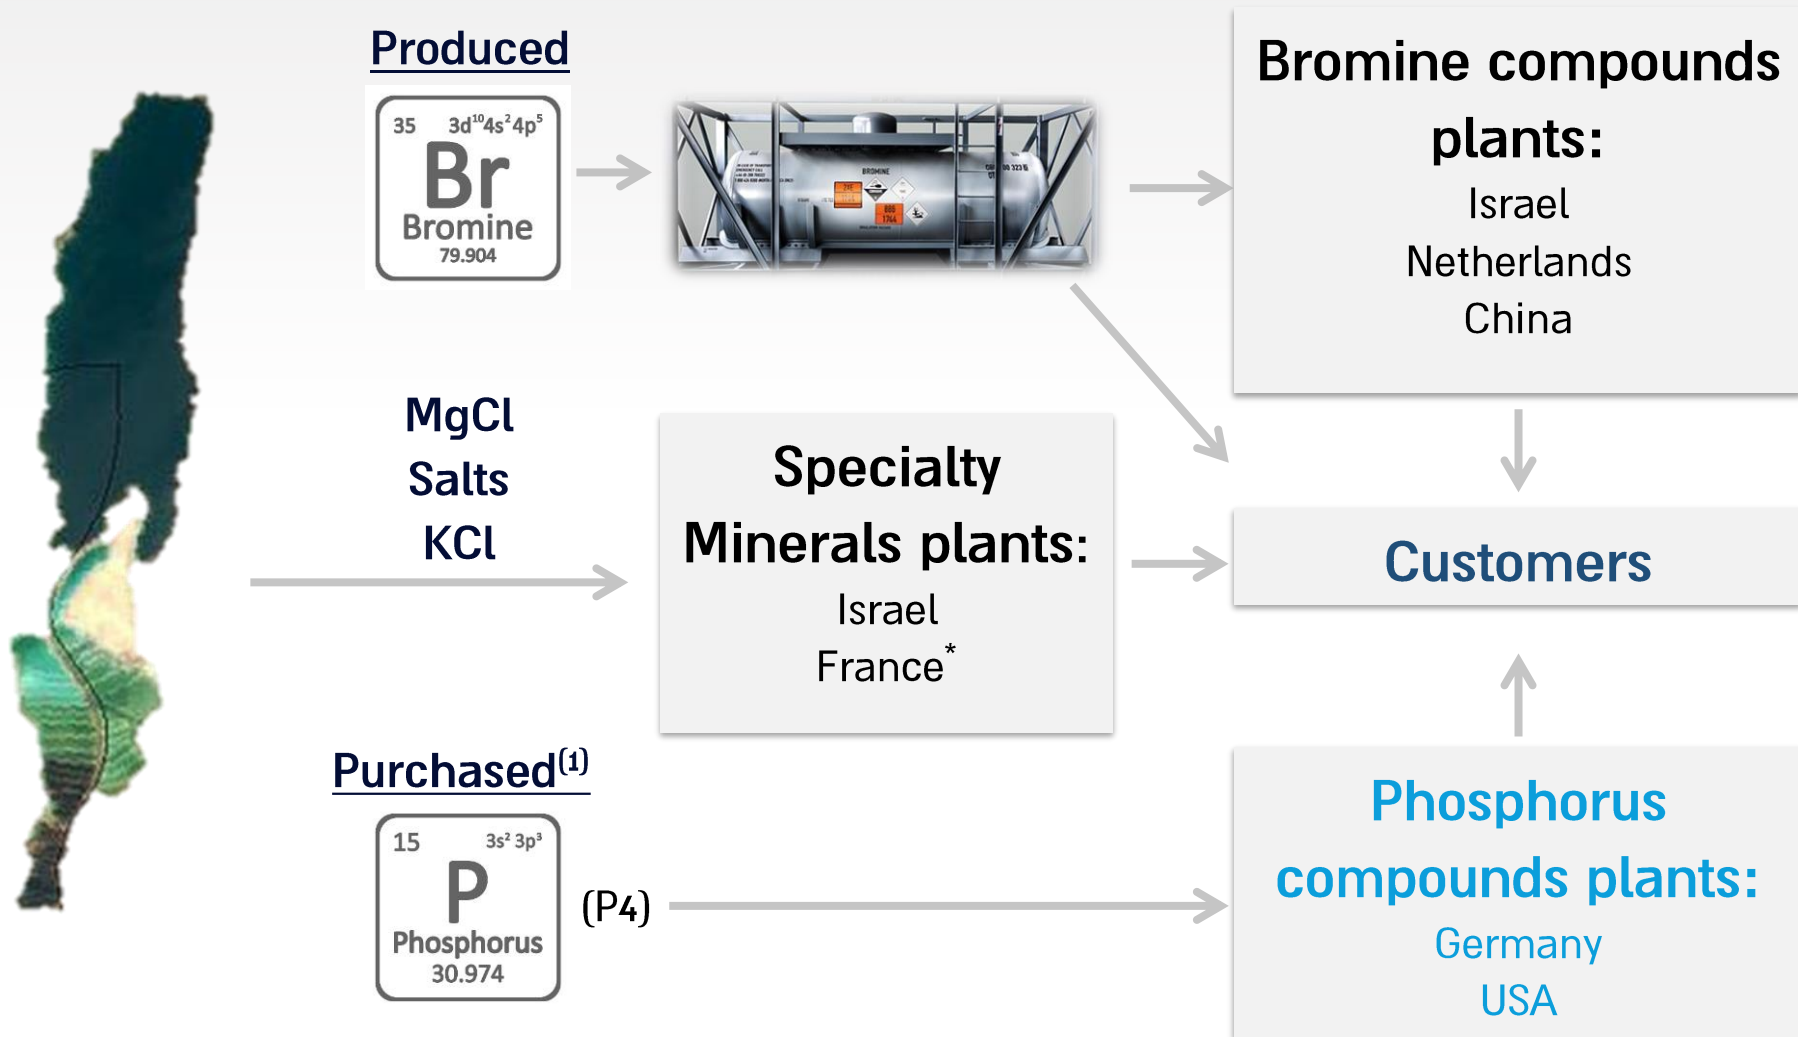 Produced
35 3d¹⁰4s²4p⁵
Br
Bromine
79.904
BROMINE
Bromine compounds
plants:
Israel
Netherlands
China
MgCl
Salts
KCl
Specialty
Minerals plants:
Israel
France*
Customers
Purchased(1)
15 3s² 3p³
P
Phosphorus
30.974
(P4)
Phosphorus
compounds plants:
Germany
USA